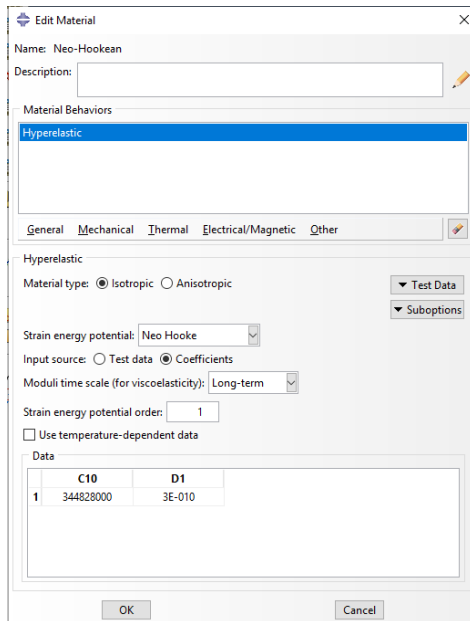 Edit Material
Name: Neo-Hookean
Description:
Material Behaviors
Hyperelastic
General Mechanical Thermal Electrical/Magnetic Other
Hyperelastic
Material type: Isotropic Anisotropic
Test Data
Suboptions
Strain energy potential: Neo Hooke
Input source: Test data Coefficients
Moduli time scale (for viscoelasticity): Long-term
Strain energy potential order: 1
Use temperature-dependent data
Data
C10 D1
1 344828000 3E-010
OK Cancel